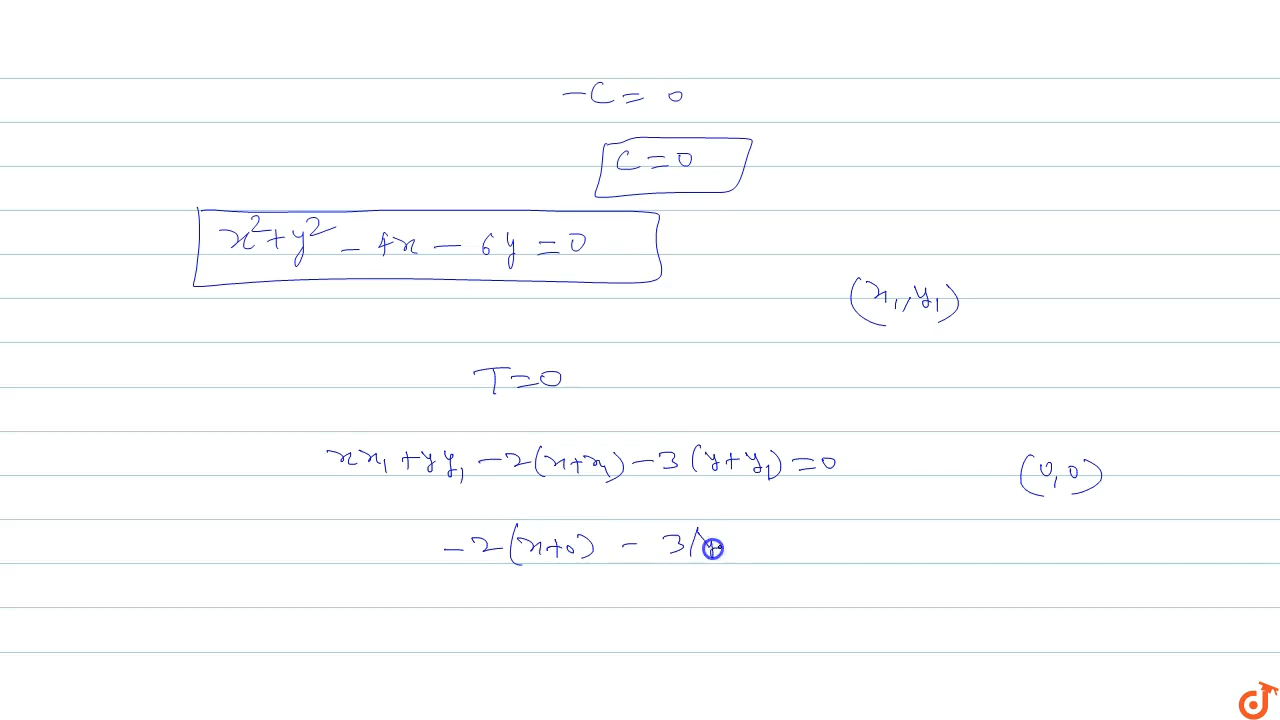 -C = 0
C = 0
x² + y² - 4x - 6y = 0
(x₁, y₁)
T = 0
xx₁ + yy₁ - 2(x + x₁) - 3(y + y₁) = 0
(0, 0)
-2(x + 0) - 3(y